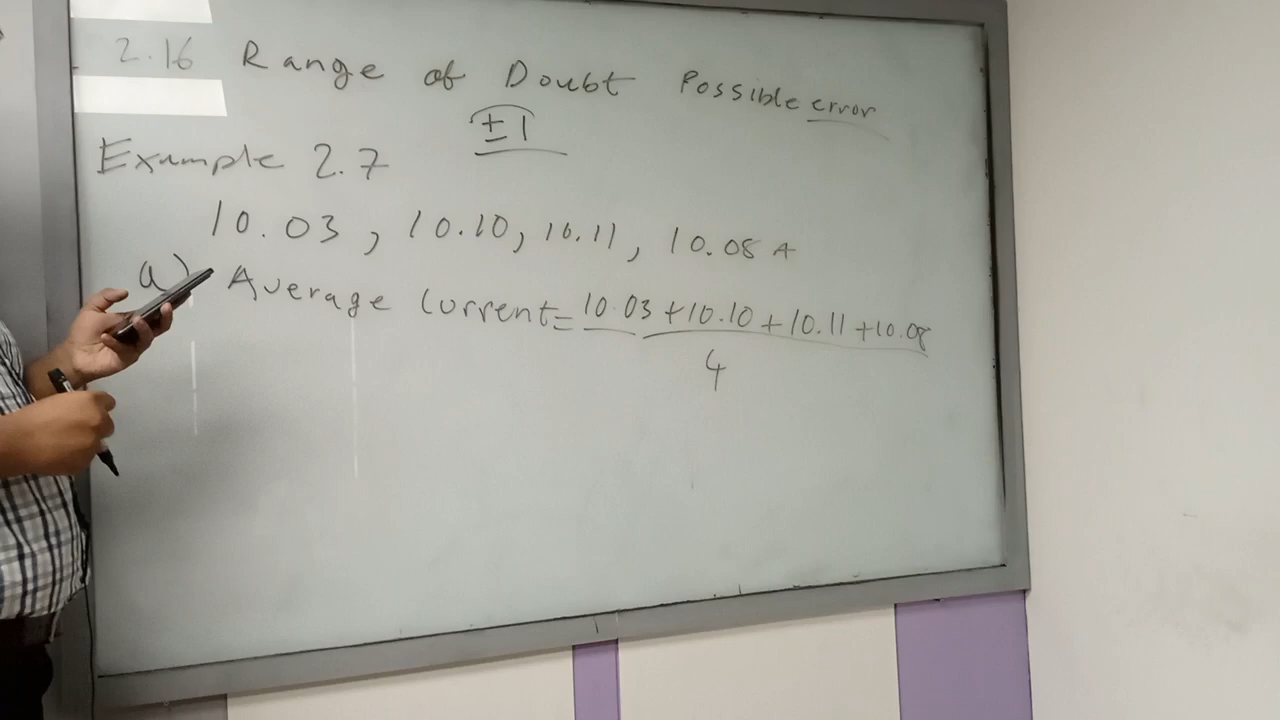 2.16 Range of Doubt Possible error
±1
Example 2.7
10.03, 10.10, 10.11, 10.08 A
a) Average Current = 10.03 + 10.10 + 10.11 + 10.08
4